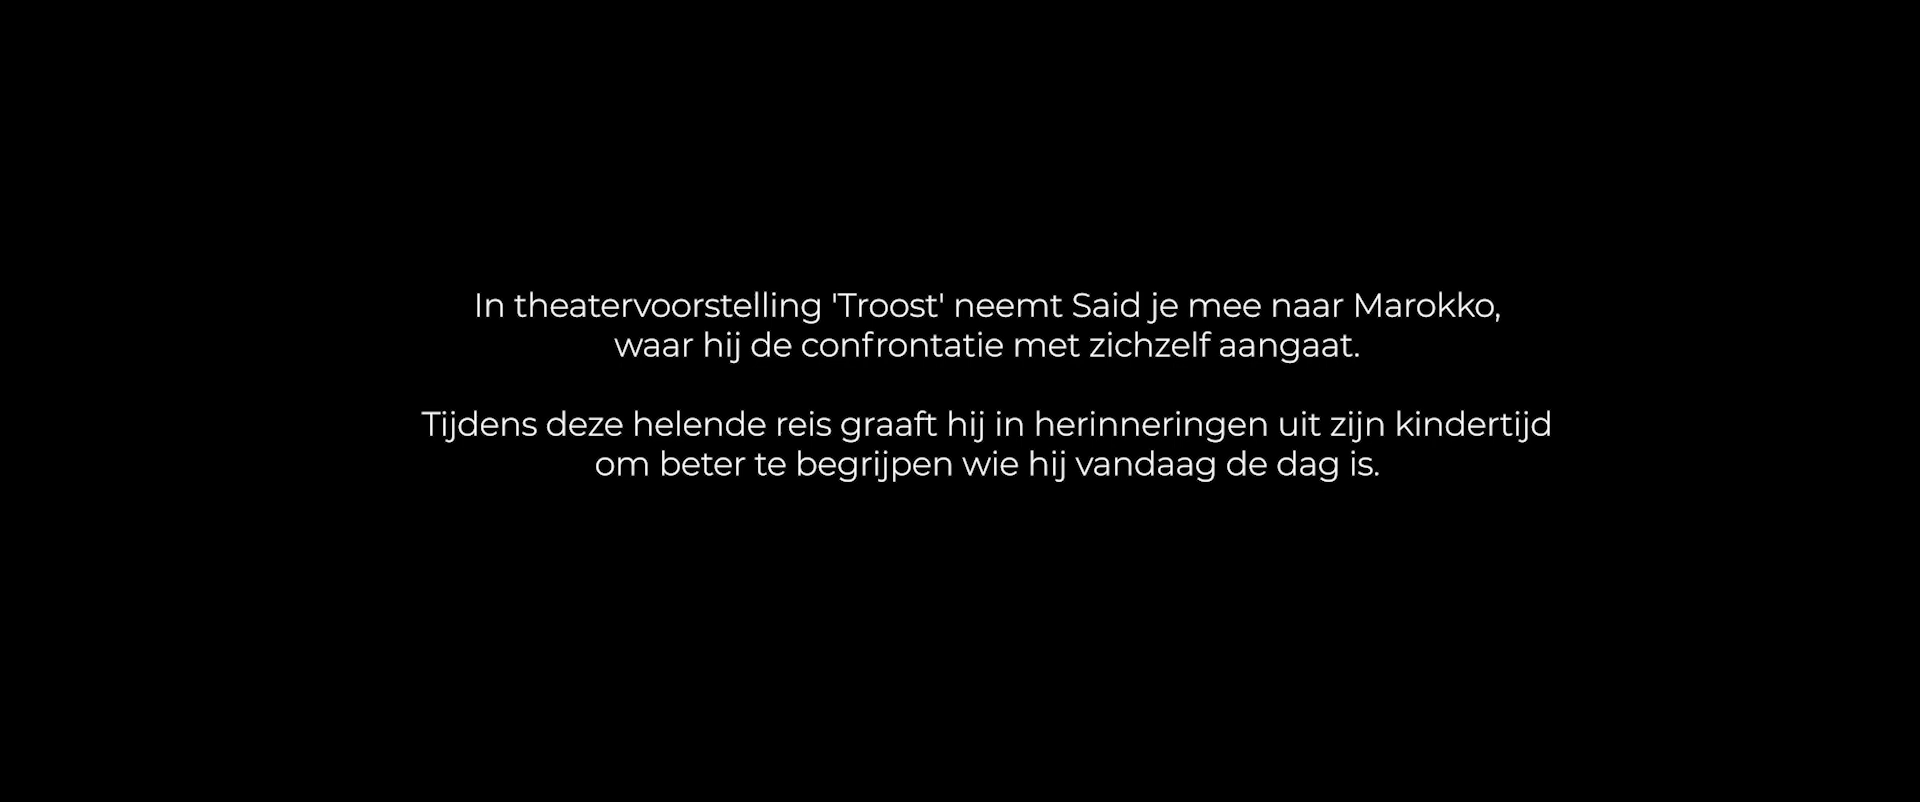 In theatervoorstelling 'Troost' neemt Said je mee naar Marokko,
waar hij de confrontatie met zichzelf aangaat.
Tijdens deze helende reis graaft hij in herinneringen uit zijn kindertijd
om beter te begrijpen wie hij vandaag de dag is.